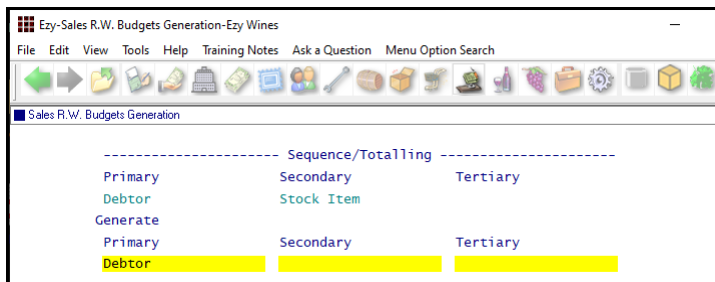 Ezy-Sales R.W. Budgets Generation-Ezy Wines
File Edit View Tools Help Training Notes Ask a Question Menu Option Search
Sales R.W. Budgets Generation
---------------------- Sequence/Totalling ----------------------
Primary Secondary Tertiary
Debtor Stock Item
Generate
Primary Secondary Tertiary
Debtor